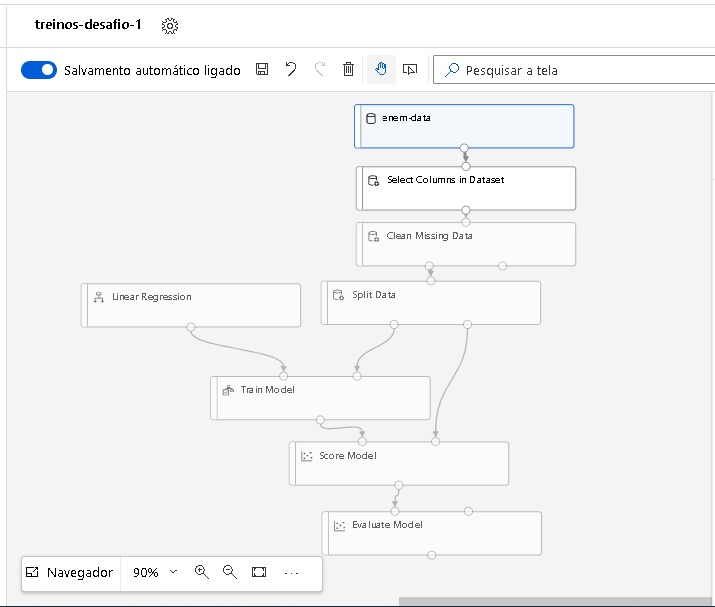 treinos-desafio-1
Salvamento automático ligado
Pesquisar a tela
enem-data
Select Columns in Dataset
Clean Missing Data
Linear Regression
Split Data
Train Model
Score Model
Evaluate Model
Navegador
90%